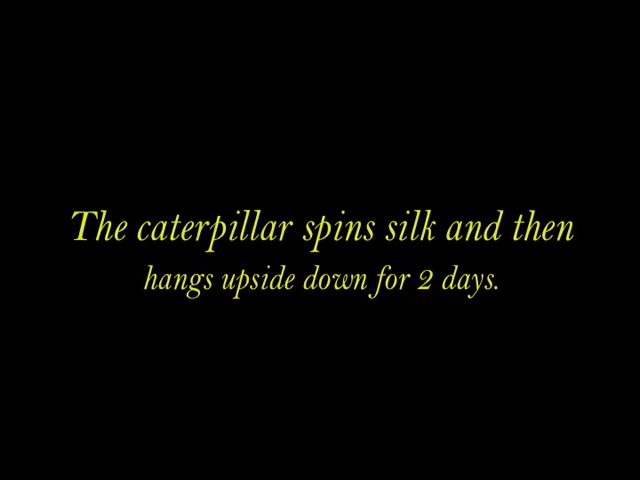 The caterpillar spins silk and then
hangs upside down for 2 days.